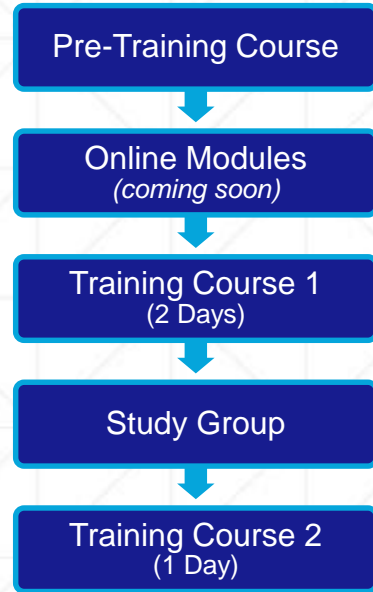 Pre-Training Course
Online Modules
(coming soon)
Training Course 1
(2 Days)
Study Group
Training Course 2
(1 Day)